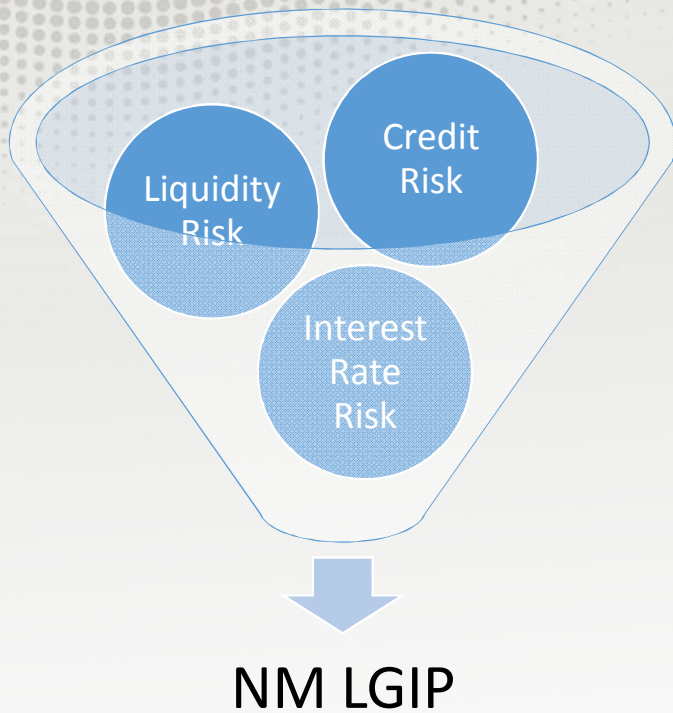 Credit
Risk
Liquidity
Risk
Interest
Rate
Risk
NM LGIP